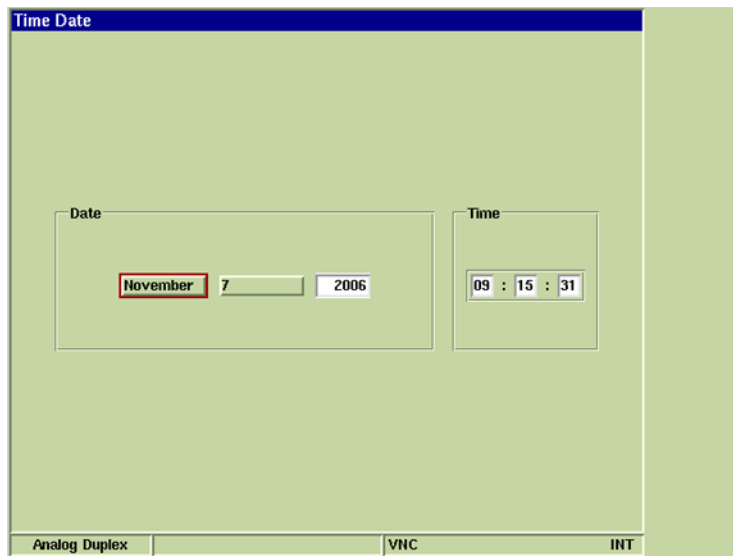 Time Date
Date
Time
November 7 2006
09 : 15 : 31
Analog Duplex VNC INT